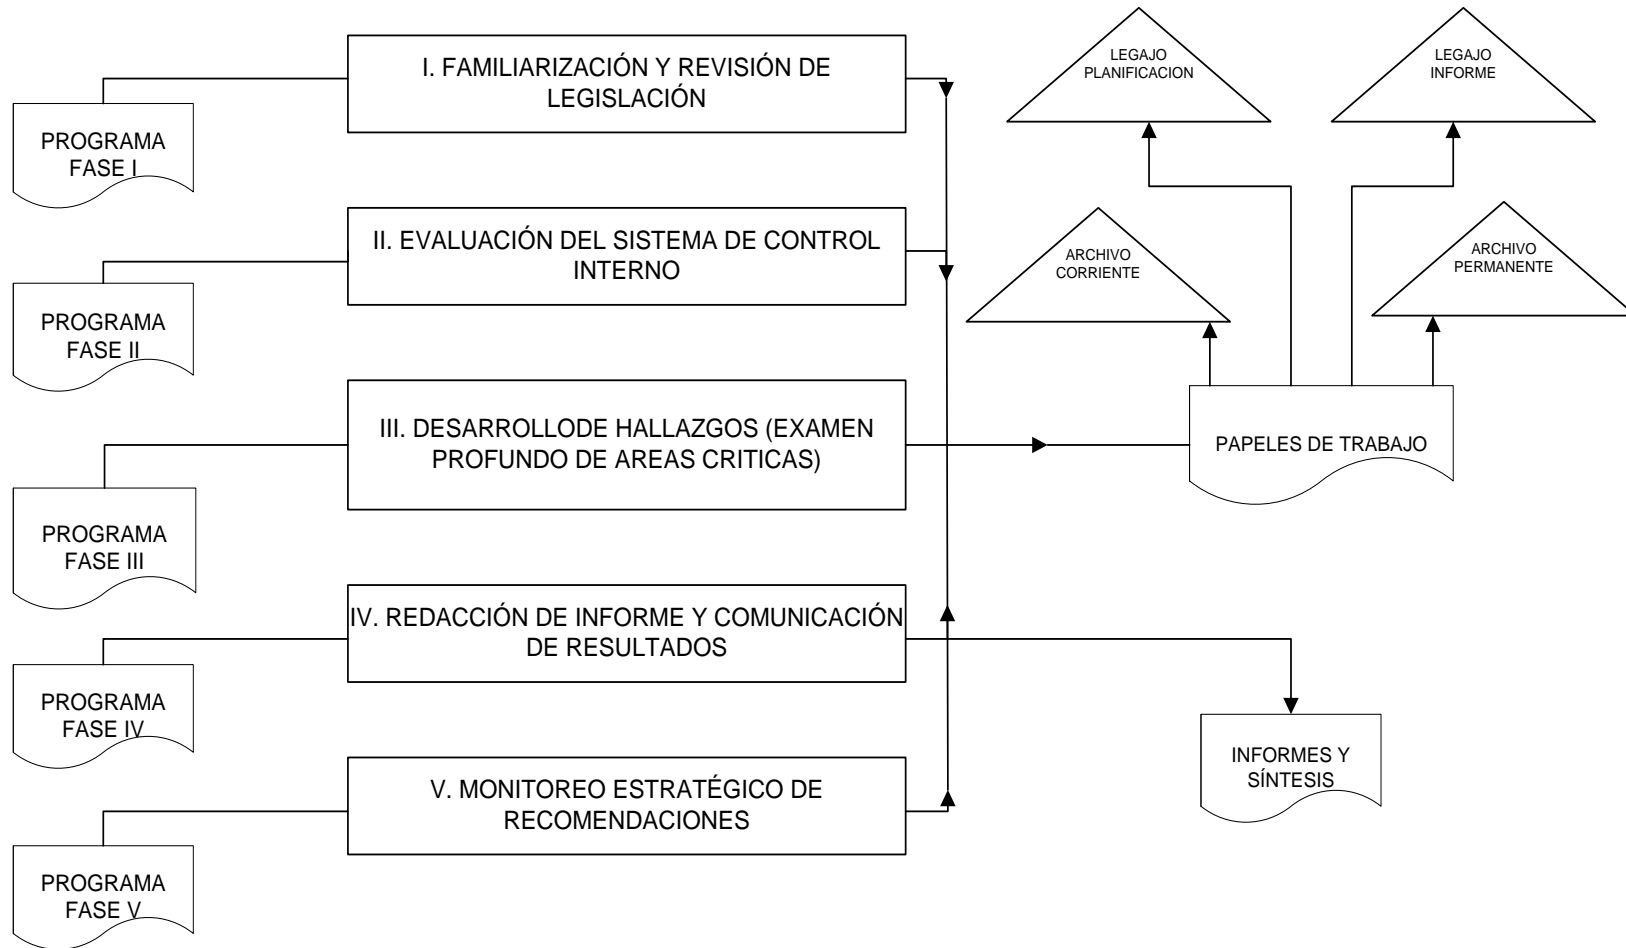 I. FAMILIARIZACIÓN Y REVISIÓN DE
LEGISLACIÓN
PROGRAMA
FASE I
II. EVALUACIÓN DEL SISTEMA DE CONTROL
INTERNO
PROGRAMA
FASE II
III. DESARROLLODE HALLAZGOS (EXAMEN
PROFUNDO DE AREAS CRITICAS)
PROGRAMA
FASE III
IV. REDACCIÓN DE INFORME Y COMUNICACIÓN
DE RESULTADOS
PROGRAMA
FASE IV
V. MONITOREO ESTRATÉGICO DE
RECOMENDACIONES
PROGRAMA
FASE V
LEGAJO
PLANIFICACION
LEGAJO
INFORME
ARCHIVO
CORRIENTE
ARCHIVO
PERMANENTE
PAPELES DE TRABAJO
INFORMES Y
SÍNTESIS